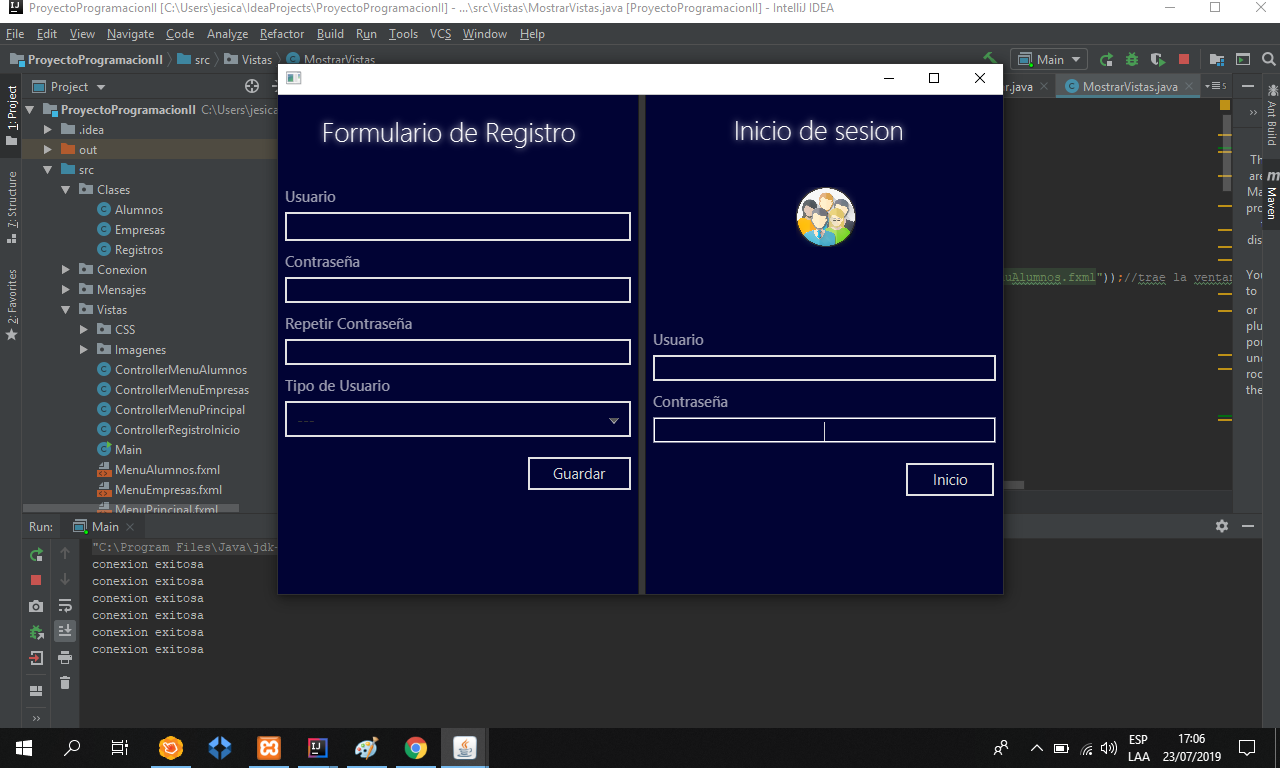 ProyectoProgramacionII [C:\Users\jesica\IdeaProjects\ProyectoProgramacionII] - ...\src\Vistas\MostrarVistas.java [ProyectoProgramacionII] - IntelliJ IDEA
File Edit View Navigate Code Analyze Refactor Build Run Tools VCS Window Help
ProyectoProgramacionII src Vistas MostrarVistas Main
Project r.java MostrarVistas.java
ProyectoProgramacionII C:\Users\jesica
.idea
out
src
Clases
Alumnos
Empresas
Registros
Conexion
Mensajes
Vistas
CSS
Imagenes
ControllerMenuAlumnos
ControllerMenuEmpresas
ControllerMenuPrincipal
ControllerRegistroInicio
Main
MenuAlumnos.fxml
MenuEmpresas.fxml
MenuPrincipal.fxml
1: Project
7: Structure
2: Favorites
Formulario de Registro
Usuario
Contraseña
Repetir Contraseña
Tipo de Usuario
---
Guardar
Inicio de sesion
Usuario
Contraseña
Inicio
uAlumnos.fxml"));//trae la ventan
Th
are
Ma
pro
dis
You
to
or
plu
por
und
roo
the
Ant Build
Maven
Run: Main
"C:\Program Files\Java\jdk-
conexion exitosa
conexion exitosa
conexion exitosa
conexion exitosa
conexion exitosa
conexion exitosa
ESP
LAA
17:06
23/07/2019